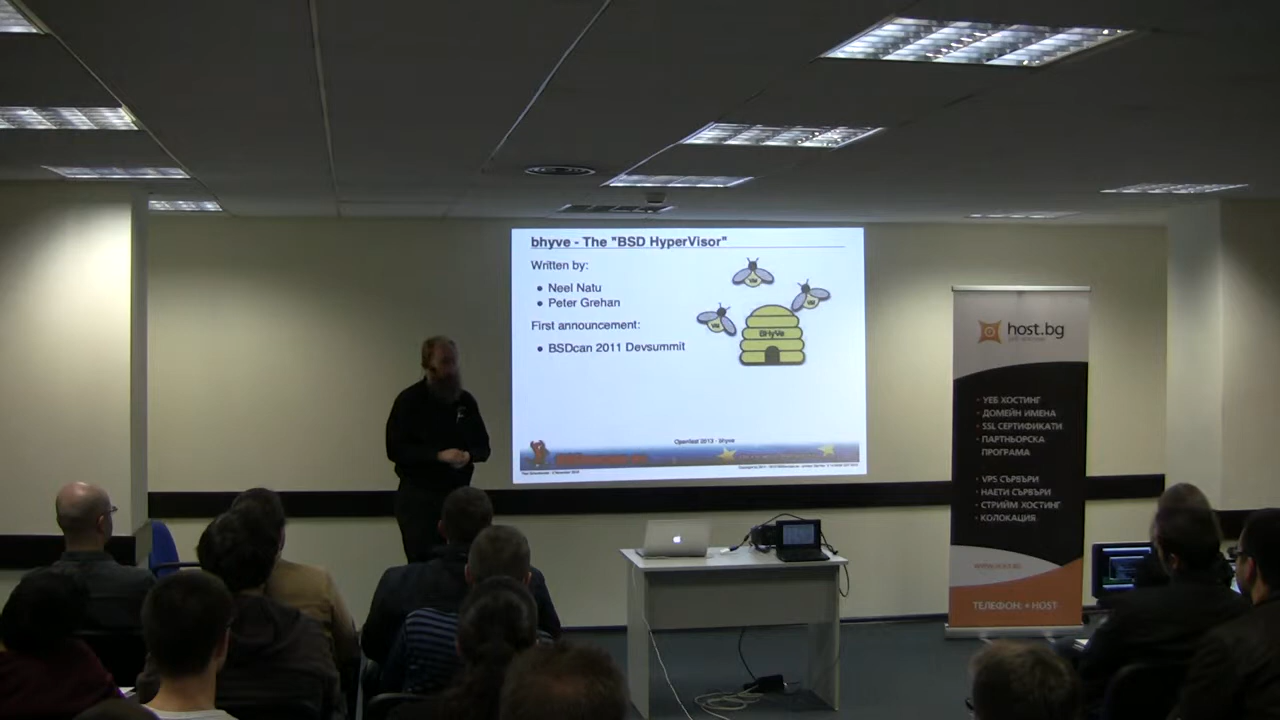 bhyve - The "BSD HyperVisor"
Written by:
• Neel Natu
• Peter Grehan
First announcement:
• BSDcan 2011 Devsummit
BHyVe
Openfest 2013 - Bhyve
host.bg
• УЕБ ХОСТИНГ
• ДОМЕЙН ИМЕНА
• SSL СЕРТИФИКАТИ
• ПАРТНЬОРСКА
ПРОГРАМА
• VPS СЪРВЪРИ
• НАЕТИ СЪРВЪРИ
• СТРИЙМ ХОСТИНГ
• КОЛОКАЦИЯ
ТЕЛЕФОН: • HOST